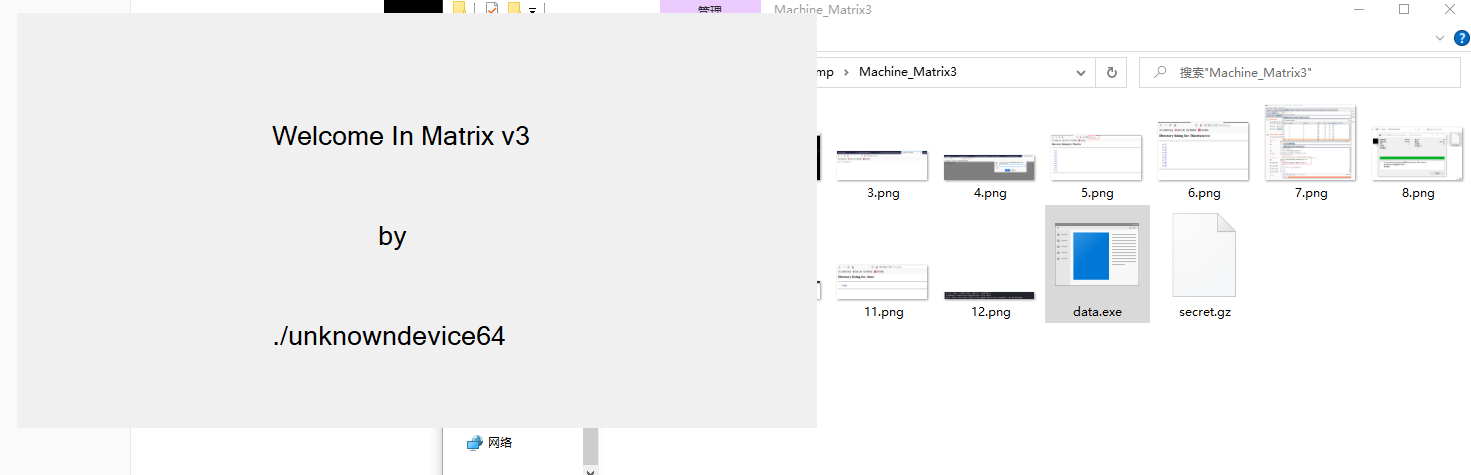 管理
Machine_Matrix3
mp › Machine_Matrix3
搜索"Machine_Matrix3"
Welcome In Matrix v3
by
./unknowndevice64
3.png
4.png
5.png
6.png
7.png
8.png
11.png
12.png
data.exe
secret.gz
网络